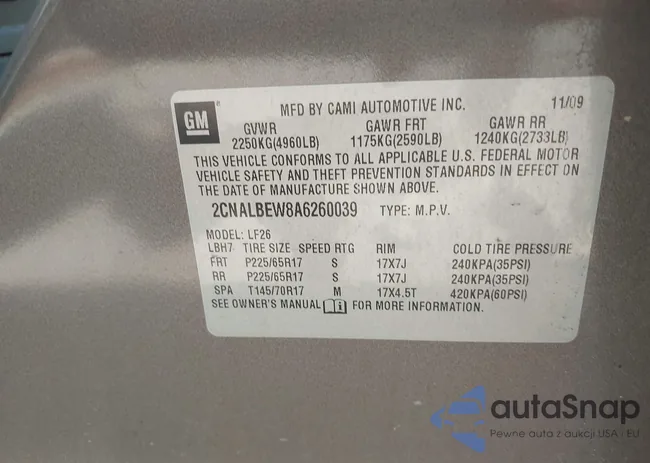 GM
MFD BY CAMI AUTOMOTIVE INC. 11/09
GVWR GAWR FRT GAWR RR
2250KG(4960LB) 1175KG(2590LB) 1240KG(2733LB)
THIS VEHICLE CONFORMS TO ALL APPLICABLE U.S. FEDERAL MOTOR
VEHICLE SAFETY AND THEFT PREVENTION STANDARDS IN EFFECT ON
THE DATE OF MANUFACTURE SHOWN ABOVE.
2CNALBEW8A6260039 TYPE: M.P.V.
MODEL: LF26
LBH7 TIRE SIZE SPEED RTG RIM COLD TIRE PRESSURE
FRT P225/65R17 S 17X7J 240KPA(35PSI)
RR P225/65R17 S 17X7J 240KPA(35PSI)
SPA T145/70R17 M 17X4.5T 420KPA(60PSI)
SEE OWNER'S MANUAL FOR MORE INFORMATION.
autaSnap
Pewne auta z aukcji USA - EU